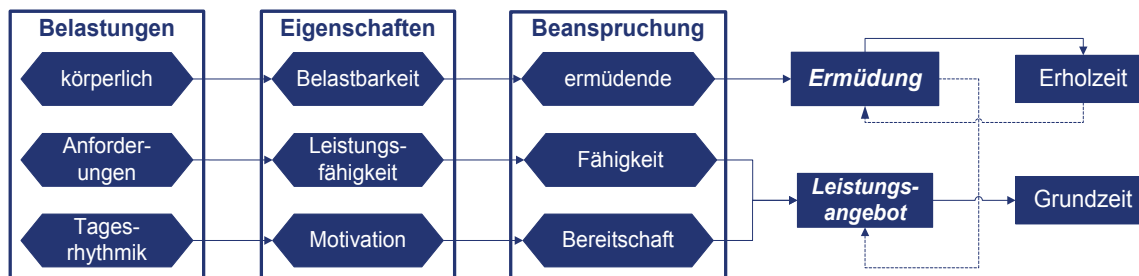 Belastungen
Eigenschaften
Beanspruchung
körperlich
Belastbarkeit
ermüdende
Ermüdung
Erholzeit
Anforder-
ungen
Leistungs-
fähigkeit
Fähigkeit
Leistungs-
angebot
Grundzeit
Tages-
rhythmik
Motivation
Bereitschaft